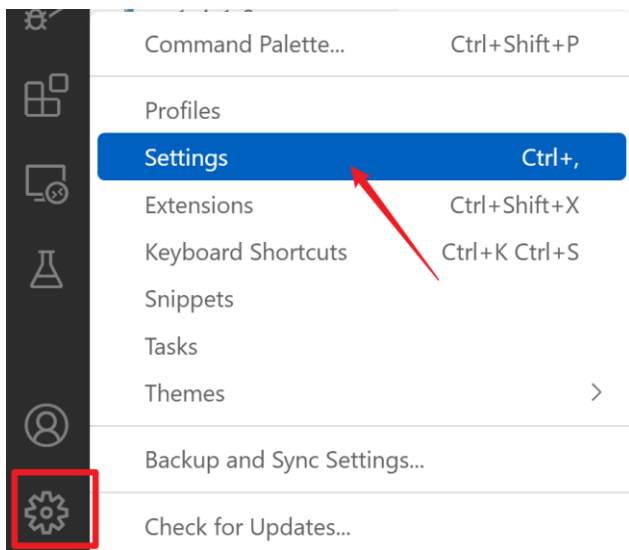 Command Palette... Ctrl+Shift+P
Profiles
Settings Ctrl+,
Extensions Ctrl+Shift+X
Keyboard Shortcuts Ctrl+K Ctrl+S
Snippets
Tasks
Themes
Backup and Sync Settings...
Check for Updates...